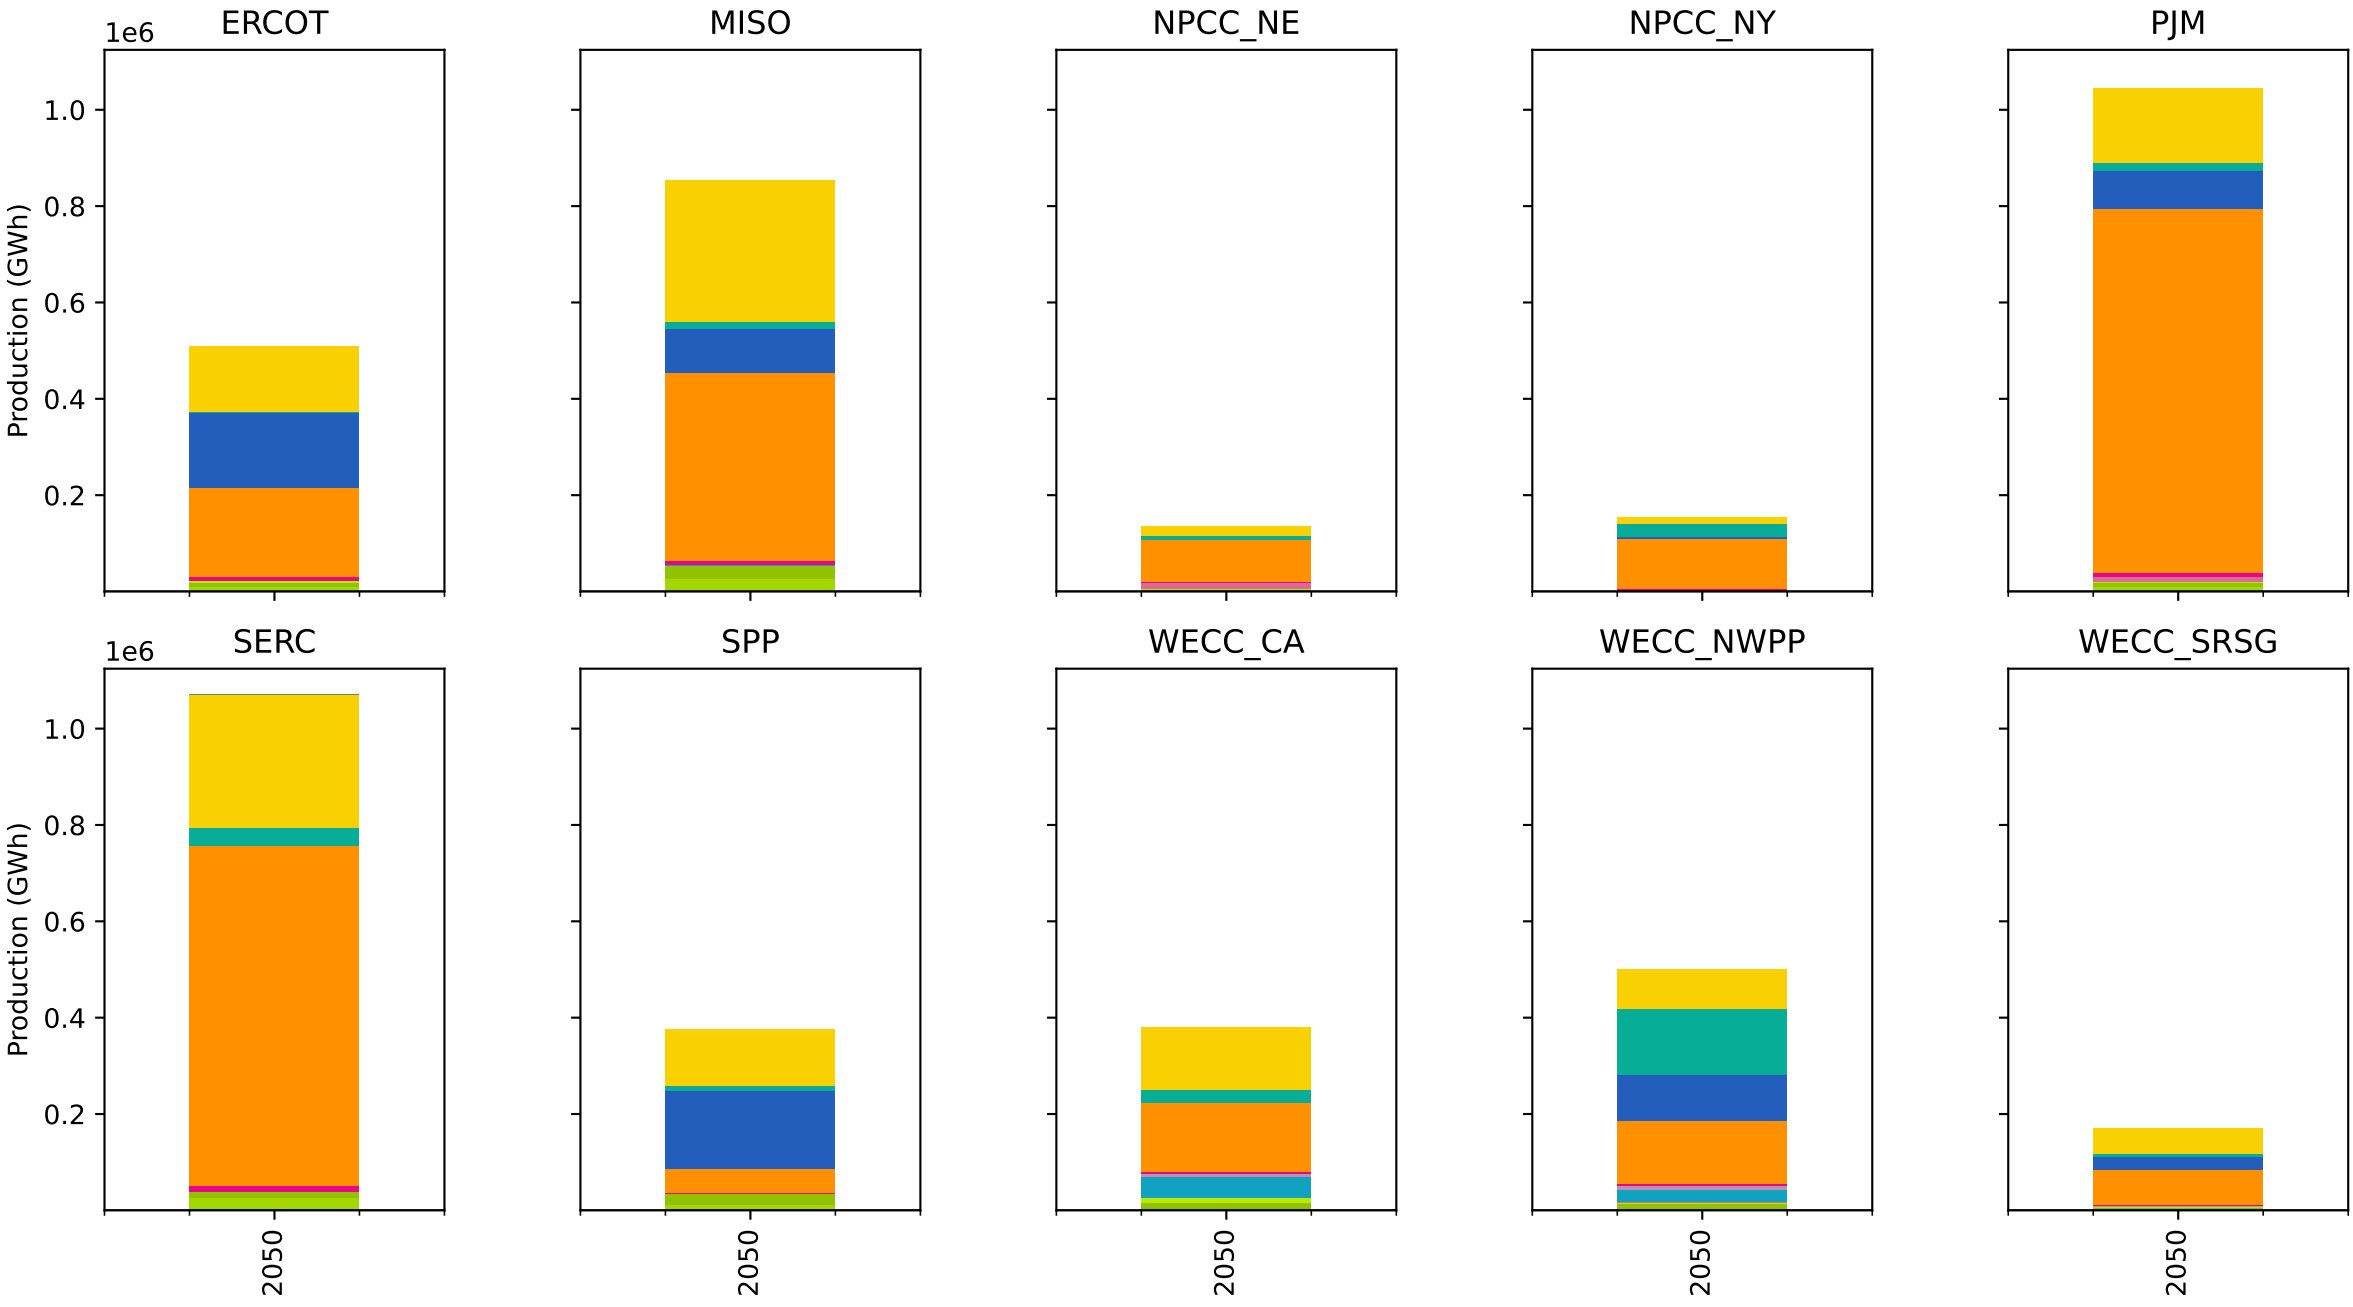 ERCOT MISO NPCC_NE NPCC_NY PJM
1e6
1.0
0.8
0.6
0.4
0.2
Production (GWh)
SERC SPP WECC_CA WECC_NWPP WECC_SRSG
1e6
1.0
0.8
0.6
0.4
0.2
Production (GWh)
2050 2050 2050 2050 2050